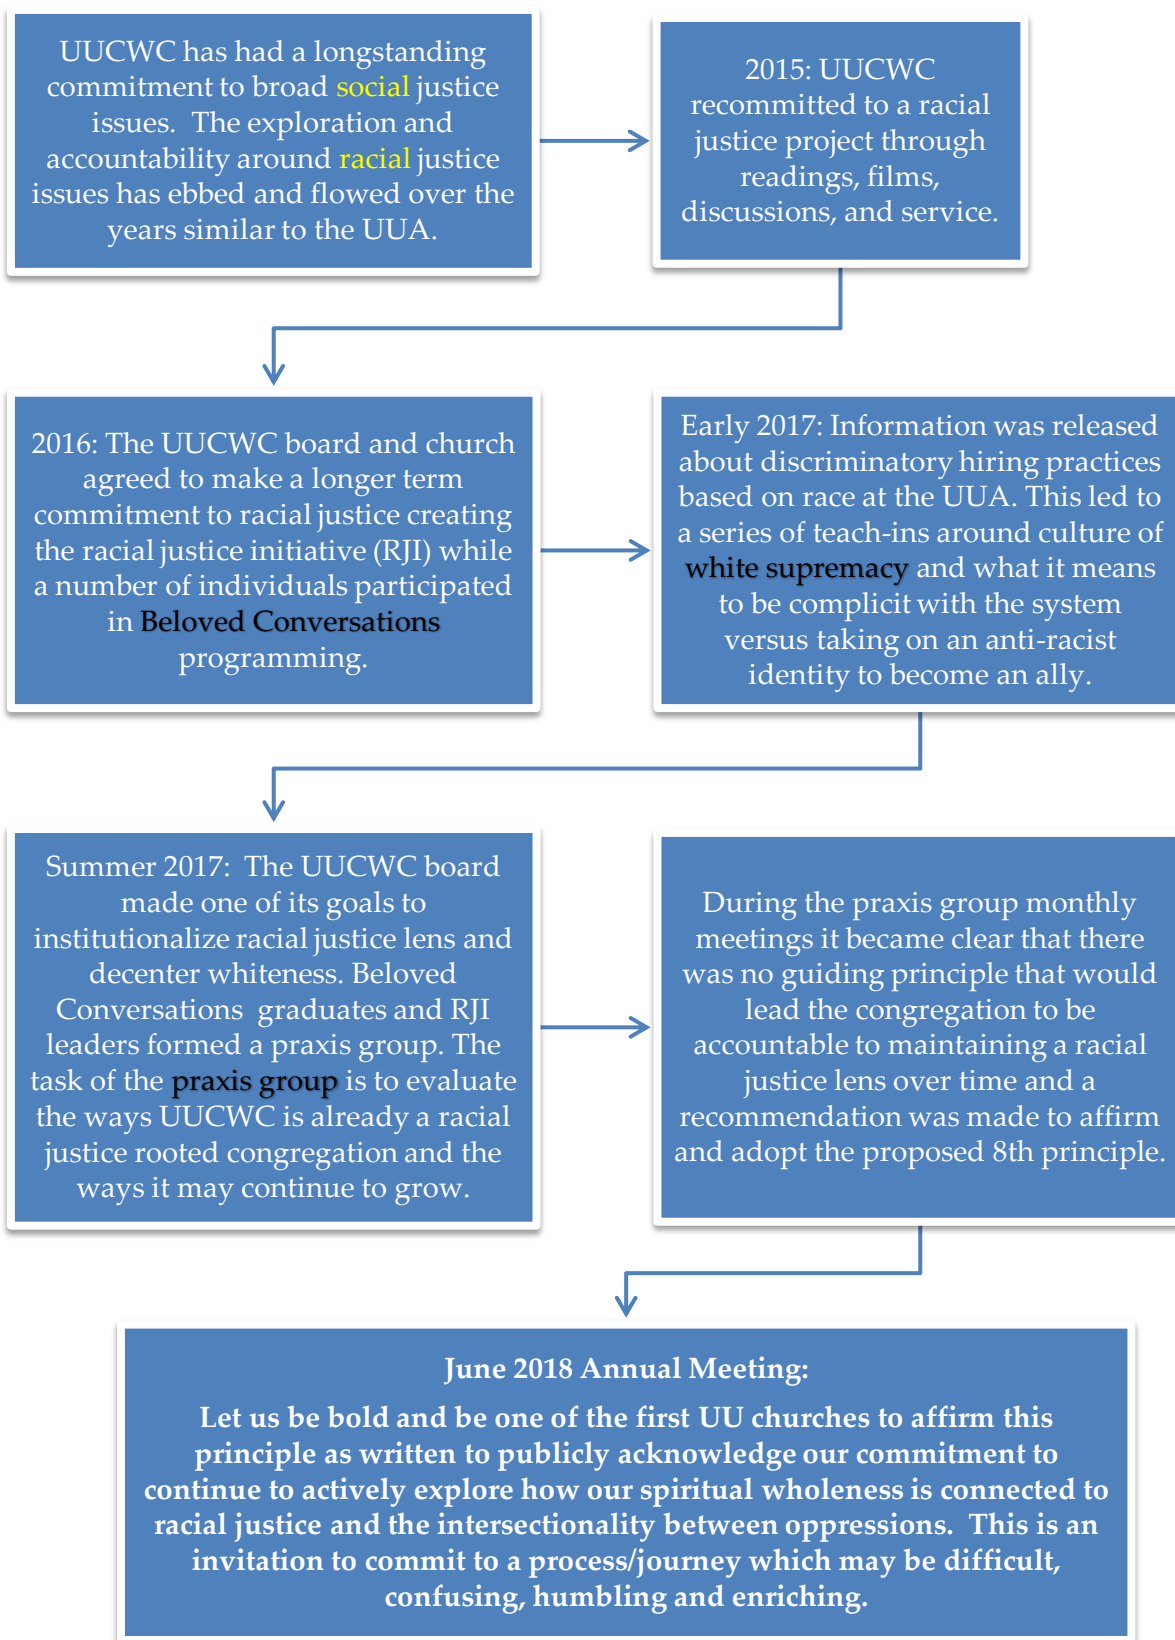 UUCWC has had a longstanding
commitment to broad social justice
issues.  The exploration and
accountability around racial justice
issues has ebbed and flowed over the
years similar to the UUA.
2015: UUCWC
recommitted to a racial
justice project through
readings, films,
discussions, and service.
2016: The UUCWC board and church
agreed to make a longer term
commitment to racial justice creating
the racial justice initiative (RJI) while
a number of individuals participated
in Beloved Conversations
programming.
Early 2017: Information was released
about discriminatory hiring practices
based on race at the UUA. This led to
a series of teach-ins around culture of
white supremacy and what it means
to be complicit with the system
versus taking on an anti-racist
identity to become an ally.
Summer 2017:  The UUCWC board
made one of its goals to
institutionalize racial justice lens and
decenter whiteness. Beloved
Conversations  graduates and RJI
leaders formed a praxis group. The
task of the praxis group is to evaluate
the ways UUCWC is already a racial
justice rooted congregation and the
ways it may continue to grow.
During the praxis group monthly
meetings it became clear that there
was no guiding principle that would
lead the congregation to be
accountable to maintaining a racial
justice lens over time and a
recommendation was made to affirm
and adopt the proposed 8th principle.
June 2018 Annual Meeting:
Let us be bold and be one of the first UU churches to affirm this
principle as written to publicly acknowledge our commitment to
continue to actively explore how our spiritual wholeness is connected to
racial justice and the intersectionality between oppressions.  This is an
invitation to commit to a process/journey which may be difficult,
confusing, humbling and enriching.